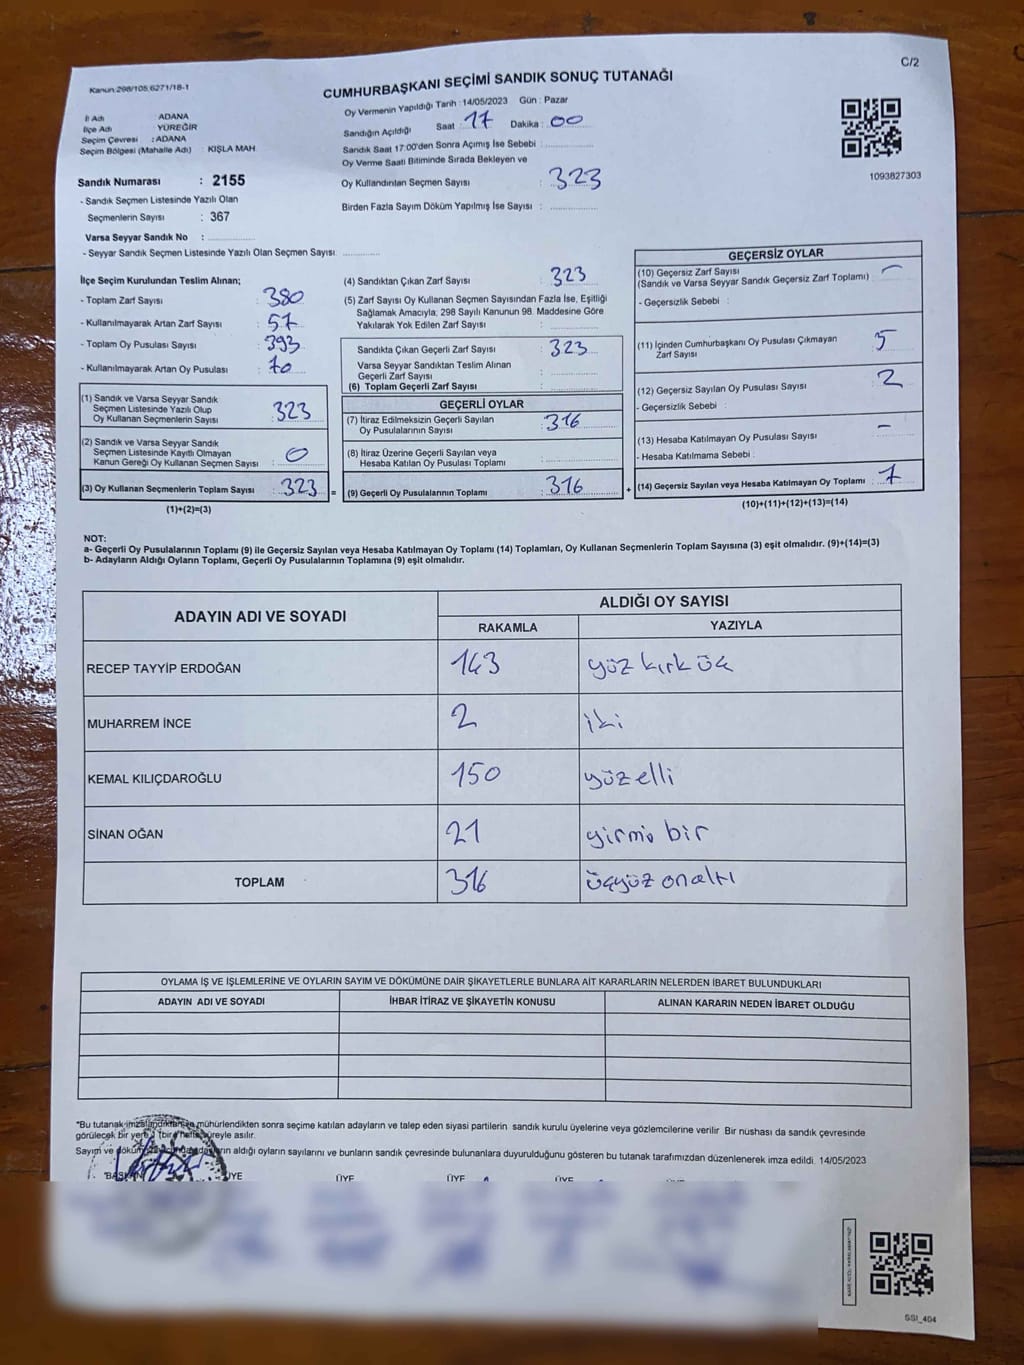 C/2
Kanun:298/105,6271/18-1
CUMHURBAŞKANI SEÇİMİ SANDIK SONUÇ TUTANAĞI
Oy Vermenin Yapıldığı Tarih : 14/05/2023 Gün : Pazar
Sandığın Açıldığı Saat : 17 Dakika : 00
Sandık Saat 17:00'den Sonra Açımış İse Sebebi :
Oy Verme Saati Bitiminde Sırada Bekleyen ve
Oy Kullandırılan Seçmen Sayısı : 323
Birden Fazla Sayım Döküm Yapılmış İse Sayısı :
1093827303
İl Adı ADANA
İlçe Adı YÜREĞİR
Seçim Çevresi : ADANA
Seçim Bölgesi (Mahalle Adı) : KIŞLA MAH
Sandık Numarası : 2155
- Sandık Seçmen Listesinde Yazılı Olan
Seçmenlerin Sayısı : 367
Varsa Seyyar Sandık No :
- Seyyar Sandık Seçmen Listesinde Yazılı Olan Seçmen Sayısı
İlçe Seçim Kurulundan Teslim Alınan;
- Toplam Zarf Sayısı : 380
- Kullanılmayarak Artan Zarf Sayısı : 57
- Toplam Oy Pusulası Sayısı : 393
- Kullanılmayarak Artan Oy Pusulası : 70
(1) Sandık ve Varsa Seyyar Sandık
Seçmen Listesinde Yazılı Olup
Oy Kullanan Seçmenlerin Sayısı : 323
(2) Sandık ve Varsa Seyyar Sandık
Seçmen Listesinde Kayıtlı Olmayan
Kanun Gereği Oy Kullanan Seçmen Sayısı : 0
(3) Oy Kullanan Seçmenlerin Toplam Sayısı : 323 =
(1)+(2)=(3)
(4) Sandıktan Çıkan Zarf Sayısı : 323
(5) Zarf Sayısı Oy Kullanan Seçmen Sayısından Fazla İse, Eşitliği
Sağlamak Amacıyla; 298 Sayılı Kanunun 98. Maddesine Göre
Yakılarak Yok Edilen Zarf Sayısı :
Sandıkta Çıkan Geçerli Zarf Sayısı : 323
Varsa Seyyar Sandıktan Teslim Alınan
Geçerli Zarf Sayısı :
(6) Toplam Geçerli Zarf Sayısı :
GEÇERLİ OYLAR
(7) İtiraz Edilmeksizin Geçerli Sayılan
Oy Pusulalarının Sayısı : 316
(8) İtiraz Üzerine Geçerli Sayılan veya
Hesaba Katılan Oy Pusulası Toplamı :
(9) Geçerli Oy Pusulalarının Toplamı : 316 +
GEÇERSİZ OYLAR
(10) Geçersiz Zarf Sayısı : -
(Sandık ve Varsa Seyyar Sandık Geçersiz Zarf Toplamı)
- Geçersizlik Sebebi :
(11) İçinden Cumhurbaşkanı Oy Pusulası Çıkmayan
Zarf Sayısı : 5
(12) Geçersiz Sayılan Oy Pusulası Sayısı : 2
- Geçersizlik Sebebi :
(13) Hesaba Katılmayan Oy Pusulası Sayısı : -
- Hesaba Katılmama Sebebi :
(14) Geçersiz Sayılan veya Hesaba Katılmayan Oy Toplamı : 7
(10)+(11)+(12)+(13)=(14)
NOT:
a- Geçerli Oy Pusulalarının Toplamı (9) ile Geçersiz Sayılan veya Hesaba Katılmayan Oy Toplamı (14) Toplamları, Oy Kullanan Seçmenlerin Toplam Sayısına (3) eşit olmalıdır. (9)+(14)=(3)
b- Adayların Aldığı Oyların Toplamı, Geçerli Oy Pusulalarının Toplamına (9) eşit olmalıdır.
ADAYIN ADI VE SOYADI ALDIĞI OY SAYISI
RAKAMLA YAZIYLA
RECEP TAYYİP ERDOĞAN 143 yüz kırk üç
MUHARREM İNCE 2 iki
KEMAL KILIÇDAROĞLU 150 yüz elli
SİNAN OĞAN 21 yirmi bir
TOPLAM 316 üçyüz onaltı
OYLAMA İŞ VE İŞLEMLERİNE VE OYLARIN SAYIM VE DÖKÜMÜNE DAİR ŞİKAYETLERLE BUNLARA AİT KARARLARIN NELERDEN İBARET BULUNDUKLARI
ADAYIN ADI VE SOYADI İHBAR İTİRAZ VE ŞİKAYETİN KONUSU ALINAN KARARIN NEDEN İBARET OLDUĞU
*Bu tutanak imzalandıktan ve mühürlendikten sonra seçime katılan adayların ve talep eden siyasi partilerin sandık kurulu üyelerine veya gözlemcilerine verilir. Bir nüshası da sandık çevresinde
görülecek bir yere 1 (bir) hafta süreyle asılır.
Sayım ve döküm sonucunda adayların aldığı oyların sayılarını ve bunların sandık çevresinde bulunanlara duyurulduğunu gösteren bu tutanak tarafımızdan düzenlenerek imza edildi. 14/05/2023
BAŞKAN ÜYE ÜYE ÜYE ÜYE
SSI_404